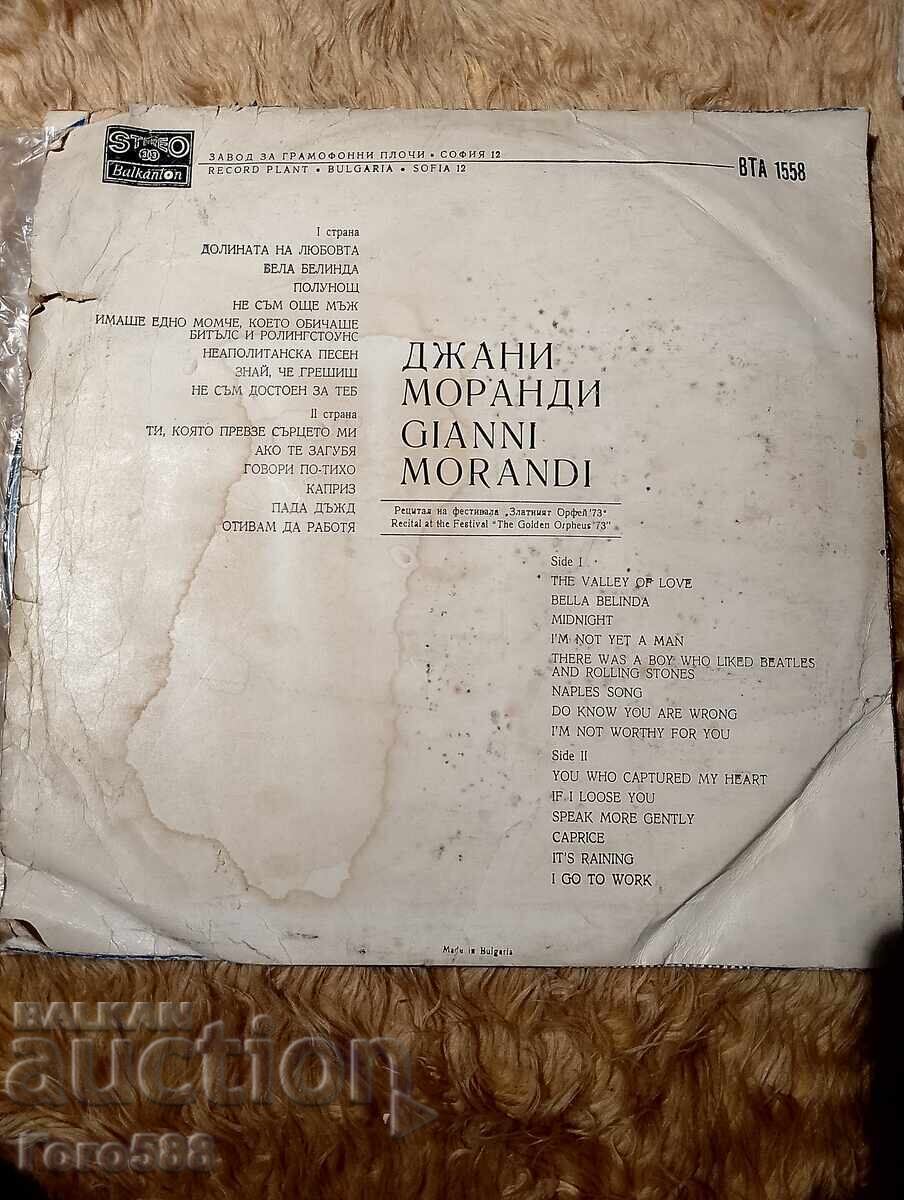 STEREO
33
Balkanton
ЗАВОД ЗА ГРАМОФОННИ ПЛОЧИ • СОФИЯ 12
RECORD PLANT • BULGARIA • SOFIA 12
ВТА 1558
I страна
ДОЛИНАТА НА ЛЮБОВТА
БЕЛА БЕЛИНДА
ПОЛУНОЩ
НЕ СЪМ ОЩЕ МЪЖ
ИМАШЕ ЕДНО МОМЧЕ, КОЕТО ОБИЧАШЕ
БИТЪЛС И РОЛИНГСТОУНС
НЕАПОЛИТАНСКА ПЕСЕН
ЗНАЙ, ЧЕ ГРЕШИШ
НЕ СЪМ ДОСТОЕН ЗА ТЕБ
II страна
ТИ, КОЯТО ПРЕВЗЕ СЪРЦЕТО МИ
АКО ТЕ ЗАГУБЯ
ГОВОРИ ПО-ТИХО
КАПРИЗ
ПАДА ДЪЖД
ОТИВАМ ДА РАБОТЯ
ДЖАНИ
МОРАНДИ
GIANNI
MORANDI
Рецитал на фестивала „Златният Орфей '73"
Recital at the Festival "The Golden Orpheus '73"
Side I
THE VALLEY OF LOVE
BELLA BELINDA
MIDNIGHT
I'M NOT YET A MAN
THERE WAS A BOY WHO LIKED BEATLES
AND ROLLING STONES
NAPLES SONG
DO KNOW YOU ARE WRONG
I'M NOT WORTHY FOR YOU
Side II
YOU WHO CAPTURED MY HEART
IF I LOOSE YOU
SPEAK MORE GENTLY
CAPRICE
IT'S RAINING
I GO TO WORK
Made in Bulgaria
BALKAN
auction
Гого588